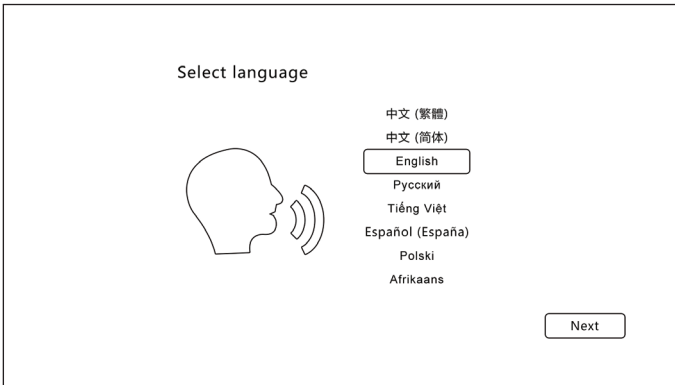 Select language
中文 (繁體)
中文 (简体)
English
Русский
Tiếng Việt
Español (España)
Polski
Afrikaans
Next